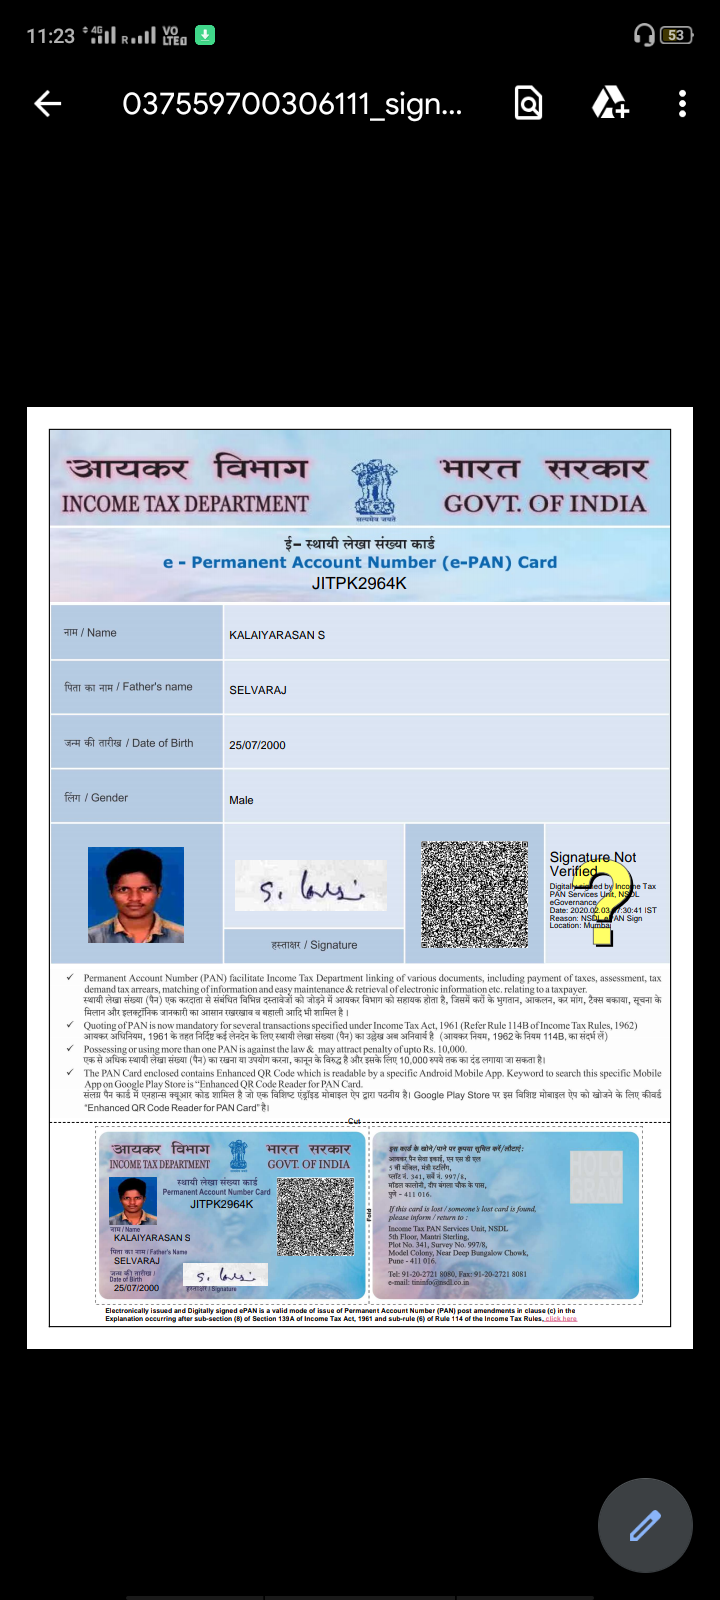 11:23 4G R VO LTE 53
037559700306111_sign...
आयकर विभाग भारत सरकार
INCOME TAX DEPARTMENT GOVT. OF INDIA
सत्यमेव जयते
ई– स्थायी लेखा संख्या कार्ड
e - Permanent Account Number (e-PAN) Card
JITPK2964K
नाम / Name KALAIYARASAN S
पिता का नाम / Father's name SELVARAJ
जन्म की तारीख / Date of Birth 25/07/2000
लिंग / Gender Male
Signature Not
Verified
Digitally signed by Income Tax
PAN Services Unit, NSDL
eGovernance
Date: 2020.02.03 17:30:41 IST
Reason: NSDL ePAN Sign
Location: Mumbai
हस्ताक्षर / Signature
✓ Permanent Account Number (PAN) facilitate Income Tax Department linking of various documents, including payment of taxes, assessment, tax
demand tax arrears, matching of information and easy maintenance & retrieval of electronic information etc. relating to a taxpayer.
स्थायी लेखा संख्या (पैन) एक करदाता से संबंधित विभिन्न दस्तावेजों को जोड़ने में आयकर विभाग को सहायक होता है, जिसमें करों के भुगतान, आकलन, कर मांग, टैक्स बकाया, सूचना के
मिलान और इलक्ट्रॉनिक जानकारी का आसान रखरखाव व बहाली आदि भी शामिल है ।
✓ Quoting of PAN is now mandatory for several transactions specified under Income Tax Act, 1961 (Refer Rule 114B of Income Tax Rules, 1962)
आयकर अधिनियम, 1961 के तहत निर्दिष्ट कई लेनदेन के लिए स्थायी लेखा संख्या (पैन) का उल्लेख अब अनिवार्य है (आयकर नियम, 1962 के नियम 114B, का संदर्भ लें)
✓ Possessing or using more than one PAN is against the law & may attract penalty of upto Rs. 10,000.
एक से अधिक स्थायी लेखा संख्या (पैन) का रखना या उपयोग करना, कानून के विरुद्ध है और इसके लिए 10,000 रुपये तक का दंड लगाया जा सकता है।
✓ The PAN Card enclosed contains Enhanced QR Code which is readable by a specific Android Mobile App. Keyword to search this specific Mobile
App on Google Play Store is "Enhanced QR Code Reader for PAN Card.
संलग्न पैन कार्ड में एनहान्स क्यूआर कोड शामिल है जो एक विशिष्ट एंड्रॉइड मोबाइल ऐप द्वारा पठनीय है। Google Play Store पर इस विशिष्ट मोबाइल ऐप को खोजने के लिए कीवर्ड
"Enhanced QR Code Reader for PAN Card" है।
Cut
आयकर विभाग भारत सरकार
INCOME TAX DEPARTMENT GOVT. OF INDIA
स्थायी लेखा संख्या कार्ड
Permanent Account Number Card
JITPK2964K
नाम / Name
KALAIYARASAN S
पिता का नाम / Father's Name
SELVARAJ
जन्म की तारीख /
Date of Birth
25/07/2000
हस्ताक्षर / Signature
Fold
इस कार्ड के खोने/पाने पर कृपया सूचित करें/लौटाएं:
आयकर पैन सेवा इकाई, एन एस डी एल
5 वीं मंजिल, मंत्री स्टर्लिंग,
प्लॉट नं. 341, सर्वे नं. 997/8,
मॉडल कालोनी, दीप बंगला चौक के पास,
पुणे - 411 016.
If this card is lost / someone's lost card is found,
please inform / return to :
Income Tax PAN Services Unit, NSDL
5th Floor, Mantri Sterling,
Plot No. 341, Survey No. 997/8,
Model Colony, Near Deep Bungalow Chowk,
Pune - 411 016.
Tel: 91-20-2721 8080, Fax: 91-20-2721 8081
e-mail: tininfo@nsdl.co.in
Electronically issued and Digitally signed ePAN is a valid mode of issue of Permanent Account Number (PAN) post amendments in clause (c) in the
Explanation occurring after sub-section (8) of Section 139A of Income Tax Act, 1961 and sub-rule (6) of Rule 114 of the Income Tax Rules, click here